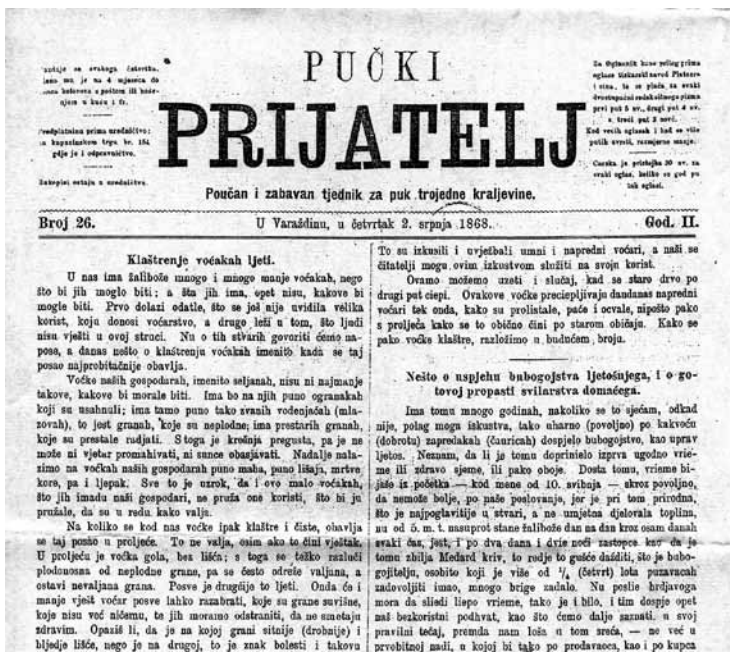 PUČKI
PRIJATELJ
Poučan i zabavan tjednik za puk trojedne kraljevine.
Broj 26.
U Varaždinu, u četvrtak 2. srpnja 1868.
God. II.
Klaštrenje voćakah ljeti.
U nas ima žalibože mnogo i mnogo manje voćakah, nego
što bi jih moglo biti; a šta jih ima, opet nisu, kakove bi
mogle biti. Prvo dolazi odatle, što se još nije uvidila velika
korist, koju donosi voćarstvo, a drugo leži u tom, što ljudi
nisu vješti u ovoj struci. Nu o tih stvarih govoriti ćemo na-
pose, a danas nešto o klaštrenju voćakah imenito kada se taj
posao najprobitačnije obavlja.
Voćke naših gospodarah, imenito seljanah, nisu ni najmanje
takove, kakove bi morale biti. Ima bo na njih puno ogranakah
koji su usahnuli; ima tamo puno tako zvanih vodenjačah (mla-
zovah), to jest granah, koje su neplodne; ima prestarih granah,
koje su prestale radjati. Stoga je krošnja pregusta, pa je ne
može ni vjetar promahivati, ni sunce obasjavati. Nadalje nala-
zimo na voćkah naših gospodarah puno maha, puno lišaja, mrtve
kore, pa i ljepak. Sve to je uzrok, da i ovo malo voćakah,
što jih imadu naši gospodari, ne pruža one koristi, što bi ju
pružale, da su u redu kako valja.
Na koliko se kod nas voćke ipak klaštre i čiste, obavlja
se taj posao u proljeće. To ne valja, osim ako to čini vještak.
U proljeću je voćka gola, bez lišća; s toga se težko razluči
plodonosna od neplodne grane, pa se često odreše valjana, a
ostavi nevaljana grana. Posve je drugčije to ljeti. Onda će i
manje vješt voćar posve lahko razabrati, koje su grane suvišne,
koje nisu već ničemu, te jih moramo odstraniti, da ne smetaju
zdravim. Opaziš li, da je na kojoj grani sitnije (drobnije) i
bljedje lišće, nego je na drugoj, to je znak bolesti i takovu
To su izkusili i uvježbali umni i napredni voćari, a naši se
čitatelji mogu ovim izkustvom služiti na svoju korist.
Ovamo možemo uzeti i slučaj, kad se staro drvo po
drugi put ciepi. Ovakove voćke preciepljivaju dandanas napredni
voćari tek onda, kako su prolistale, pače i ocvale, nipošto pako
s proljeća kako se to obično čini po starom običaju. Kako se
pako voćke klaštre, razložimo u budućem broju.
Nešto o uspjehu bubogojstva ljetošnjega, i o go-
tovoj propasti svilarstva domaćega.
Ima tomu mnogo godinah, nakoliko se to sjećam, odkad
nije, polag moga iskustva, tako uharno (povoljno) po kakvoću
(dobrotu) zapredakah (čauricah) dospjelo bubogojstvo, kao uprav
ljetos. Neznam, da li je tomu doprinielo izprva ugodno vrie-
me ili zdravo sjeme, ili pako oboje. Dosta tomu, vrieme bi-
jaše iz početka — kod mene od 10. svibnja — skroz povoljno,
da nemože bolje, po naše poslovanje, jer je pri tom prirodna,
što je najpoglavitije u stvari, a ne umjetna djelovala toplina,
nu od 5. m. t. nasuprot stane žalibože dan na dan kroz osam danah
svaki čas, jest, i po dva dana i dvie noći zastopce kao da je
tomu zbilja Medard kriv, to redje to gušće dažditi, što je bubo-
gojitelju, osobito koji je više od ¼ (četvrt) lota puzavacah
zadovoljiti imao, mnogo brige zadalo. Nu poslie hrdjavoga
mora da sliedi liepo vrieme, tako je i bilo, i tim dospje opet
naš bezkoristni podhvat, kao što ćemo dalje saznati, u svoj
pravilni tečaj, premda nam loša u tom sreća, — ne već u
prvobitnoj nadi, u kojoj bi tako po prodavaoca, kao i po kupca